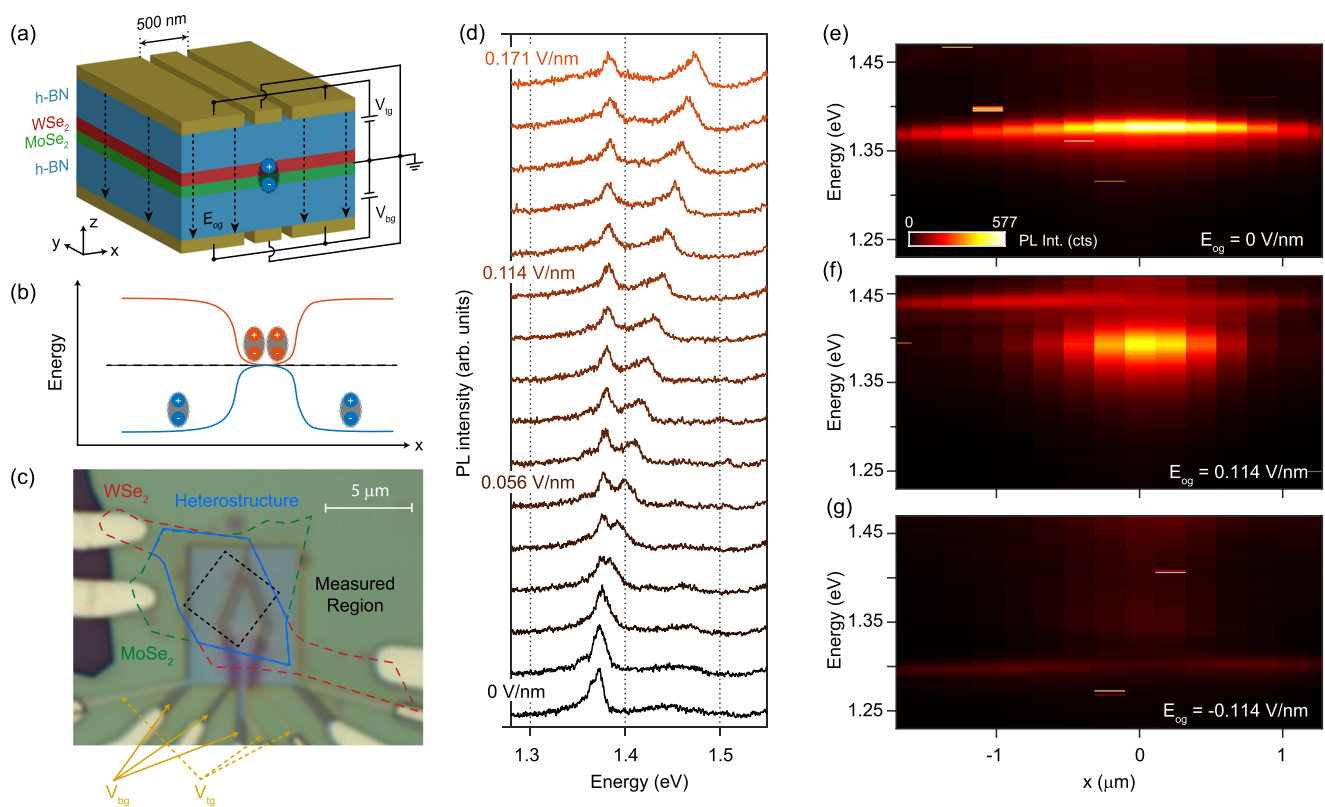 (a)
500 nm
h-BN
WSe2
MoSe2
h-BN
Vtg
Vbg
Eog
+
-
z
y
x
(b)
Energy
+ +
- -
+ +
- -
x
(c)
WSe2
Heterostructure
5 μm
Measured
Region
MoSe2
Vbg
Vtg
(d)
0.171 V/nm
0.114 V/nm
0.056 V/nm
0 V/nm
PL intensity (arb. units)
1.3 1.4 1.5
Energy (eV)
(e)
1.45
1.35
1.25
Energy (eV)
0 577
PL Int. (cts)
Eog = 0 V/nm
(f)
1.45
1.35
1.25
Energy (eV)
Eog = 0.114 V/nm
(g)
1.45
1.35
1.25
Energy (eV)
Eog = -0.114 V/nm
-1 0 1
x (μm)